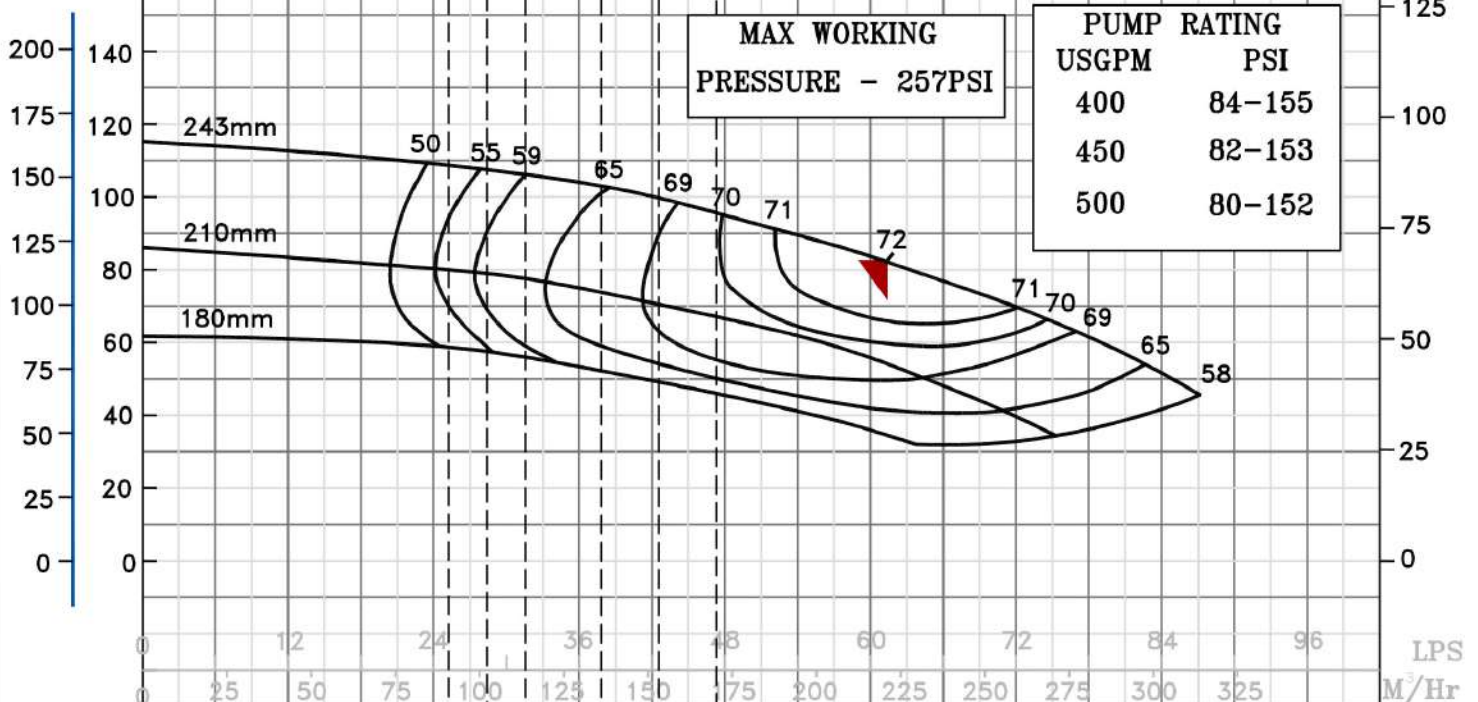 125
MAX WORKING
PRESSURE - 257PSI
PUMP RATING
USGPM PSI
400 84-155
450 82-153
500 80-152
200 140
175
120 100
243mm
50 55 59 65 69 70 71 72
150 100
125 210mm 75
80
71 70 69 65 58
100 180mm
60 50
75
40
50
25
20
25
0 0 0
0 12 24 36 48 60 72 84 96 LPS
0 25 50 75 100 125 150 175 200 225 250 275 300 325 M³/Hr